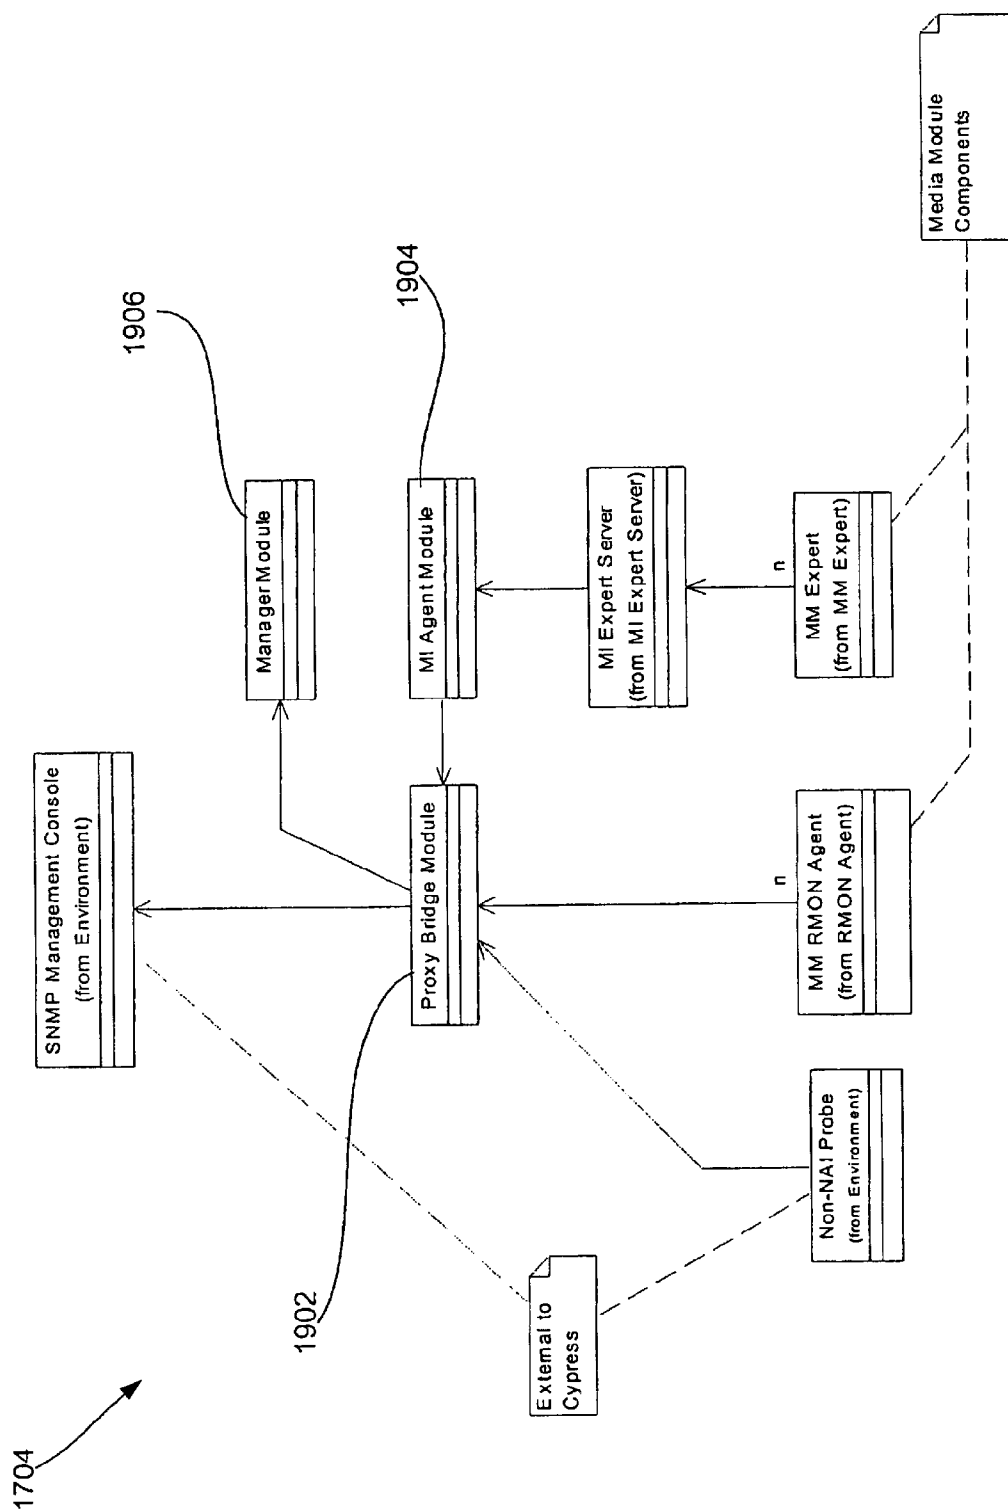 1704
SNMP Management Console
(from Environment)
1906
Manager Module
1902
Proxy Bridge Module
MI Agent Module
1904
External to
Cypress
MI Expert Server
(from MI Expert Server)
n
n
Non-NAI Probe
(from Environment)
MM RMON Agent
(from RMON Agent)
MM Expert
(from MM Expert)
Media Module
Components